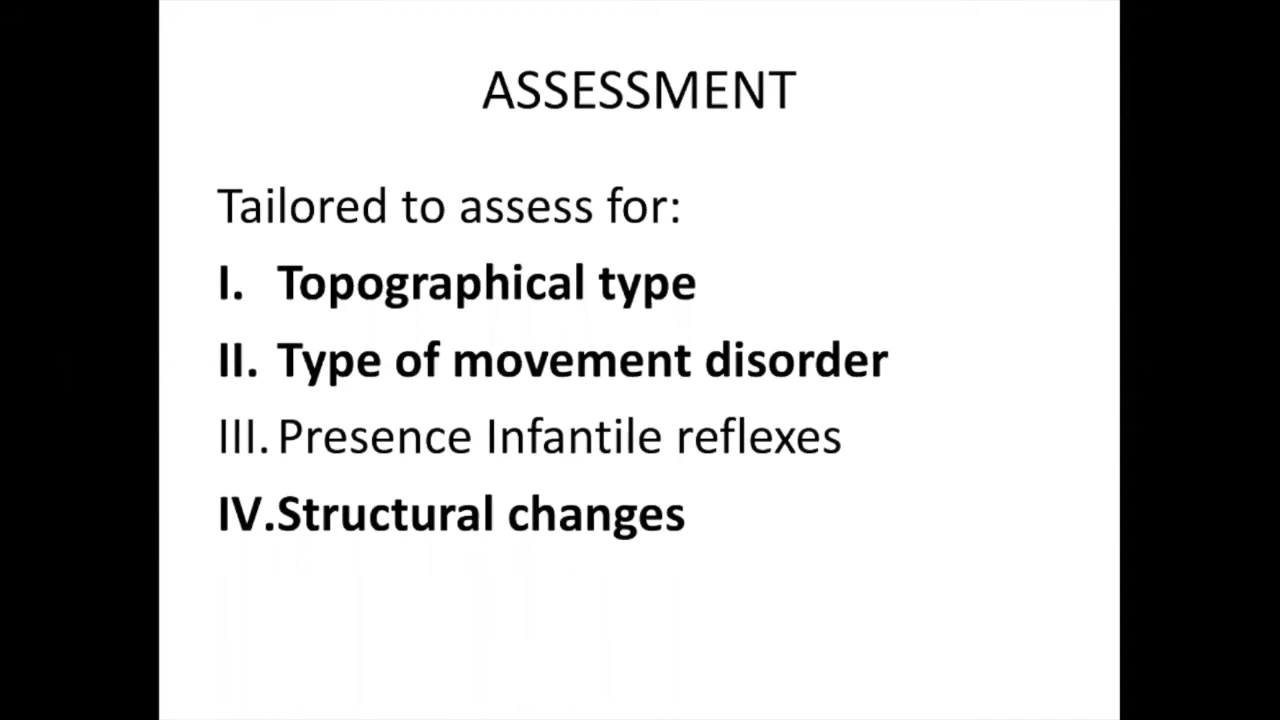 ASSESSMENT
Tailored to assess for:
I. Topographical type
II. Type of movement disorder
III. Presence Infantile reflexes
IV. Structural changes